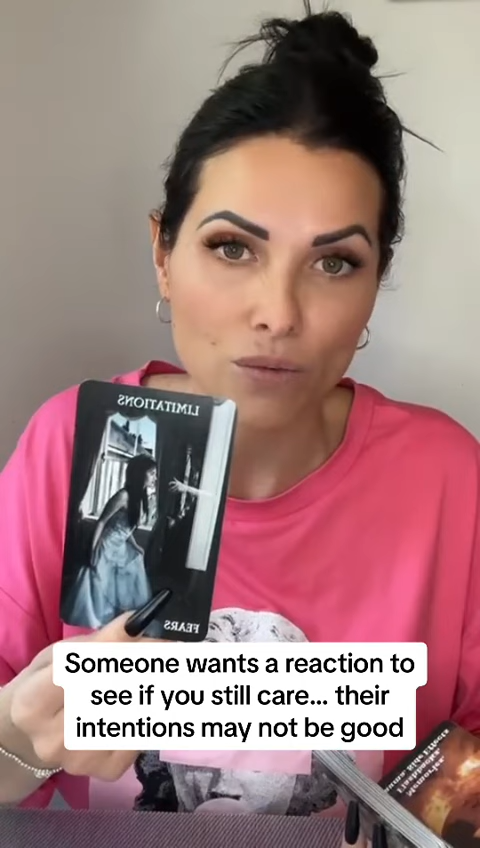 LIMITATIONS
FEARS
Someone wants a reaction to
see if you still care... their
intentions may not be good